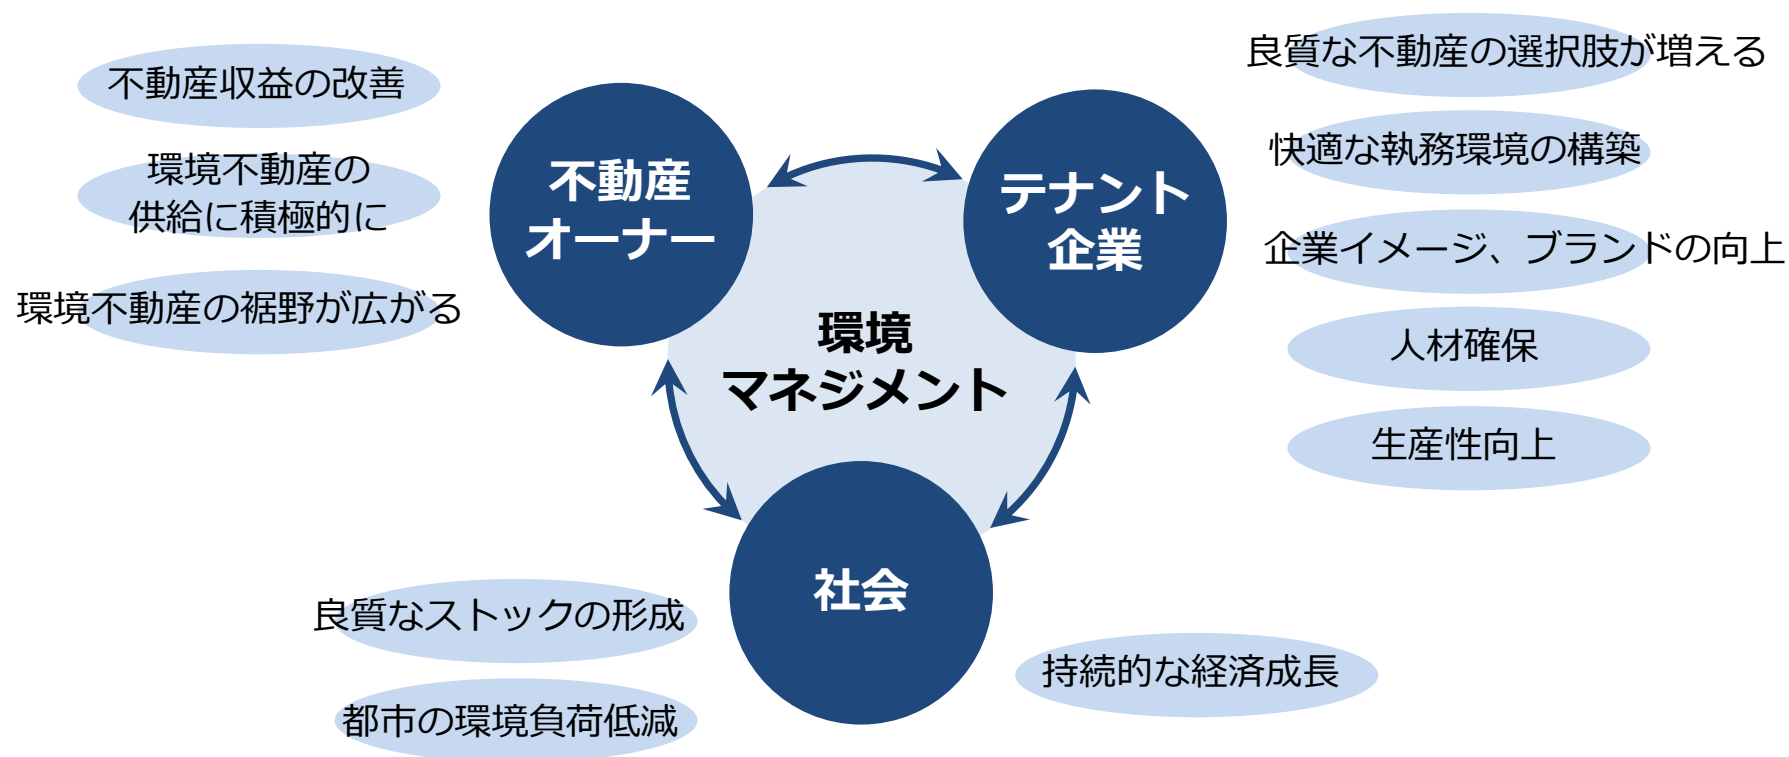 不動産収益の改善
環境不動産の
供給に積極的に
環境不動産の裾野が広がる
不動産
オーナー
テナント
企業
良質な不動産の選択肢が増える
快適な執務環境の構築
企業イメージ、ブランドの向上
人材確保
生産性向上
環境
マネジメント
社会
良質なストックの形成
都市の環境負荷低減
持続的な経済成長